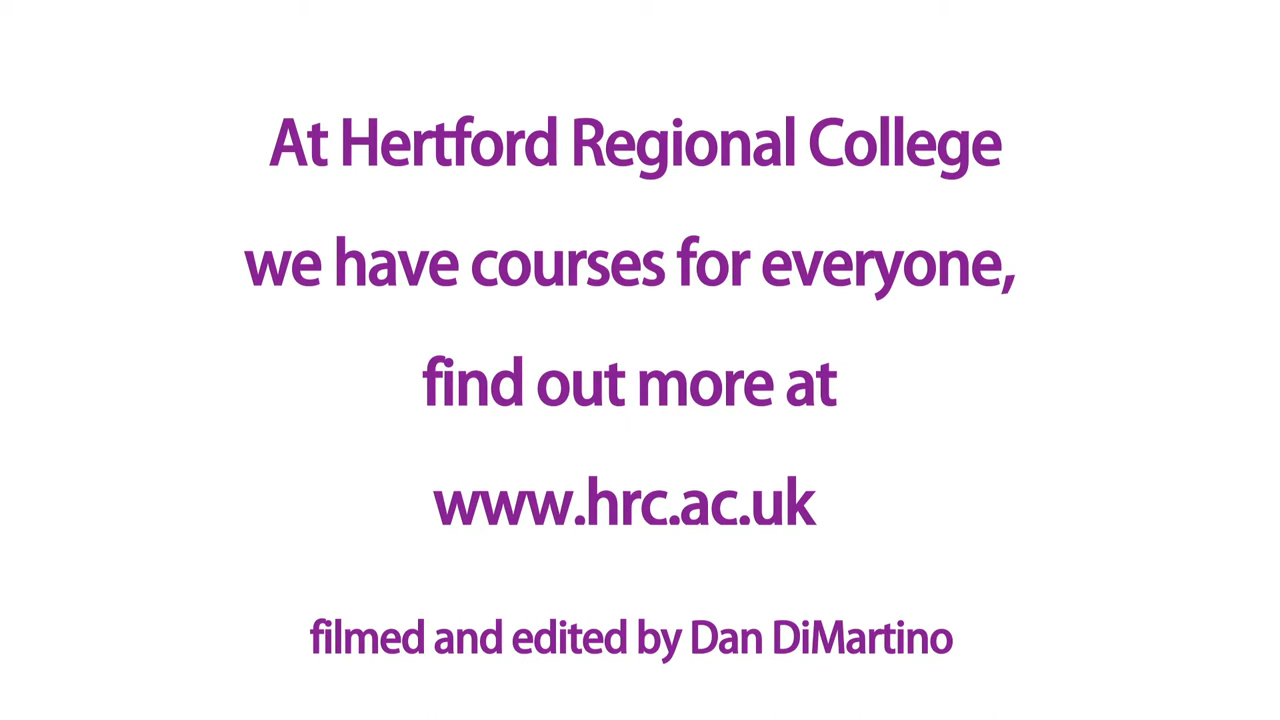 At Hertford Regional College
we have courses for everyone,
find out more at
www.hrc.ac.uk
filmed and edited by Dan DiMartino